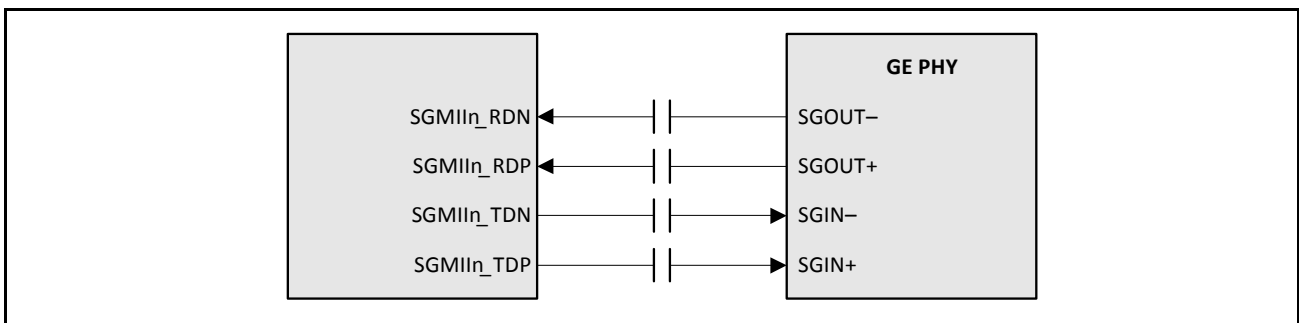 GE PHY
SGMIIn_RDN SGOUT–
SGMIIn_RDP SGOUT+
SGMIIn_TDN SGIN–
SGMIIn_TDP SGIN+